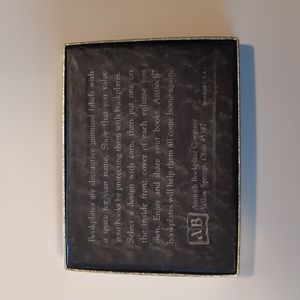 Bookplates are decorative gummed labels with
a space for your name. Show that you value
your books by protecting them with bookplates.
Select a design with care, then put one on
the inside front cover of each volume you
own. Enjoy and share your books. Antioch
bookplates will help them all come home again.
AB
Antioch Bookplate Company
Yellow Springs, Ohio 45387
MADE IN U.S.A.